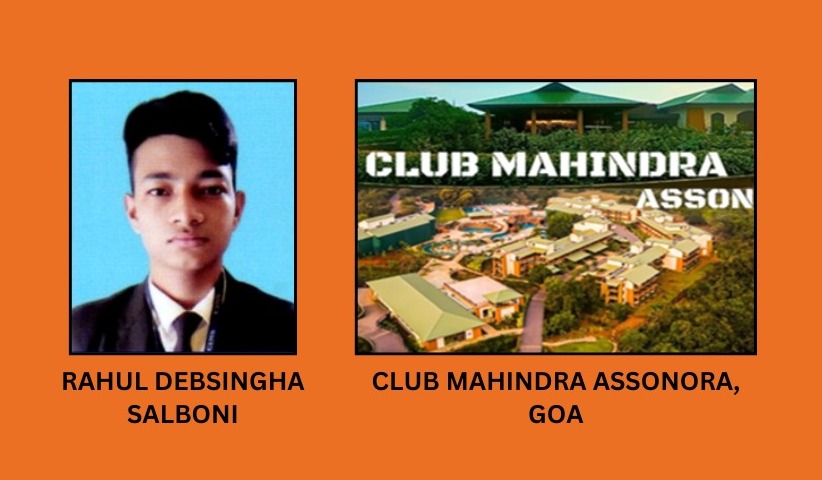 CLUB MAHINDRA
ASSON
RAHUL DEBSINGHA
SALBONI
CLUB MAHINDRA ASSONORA,
GOA